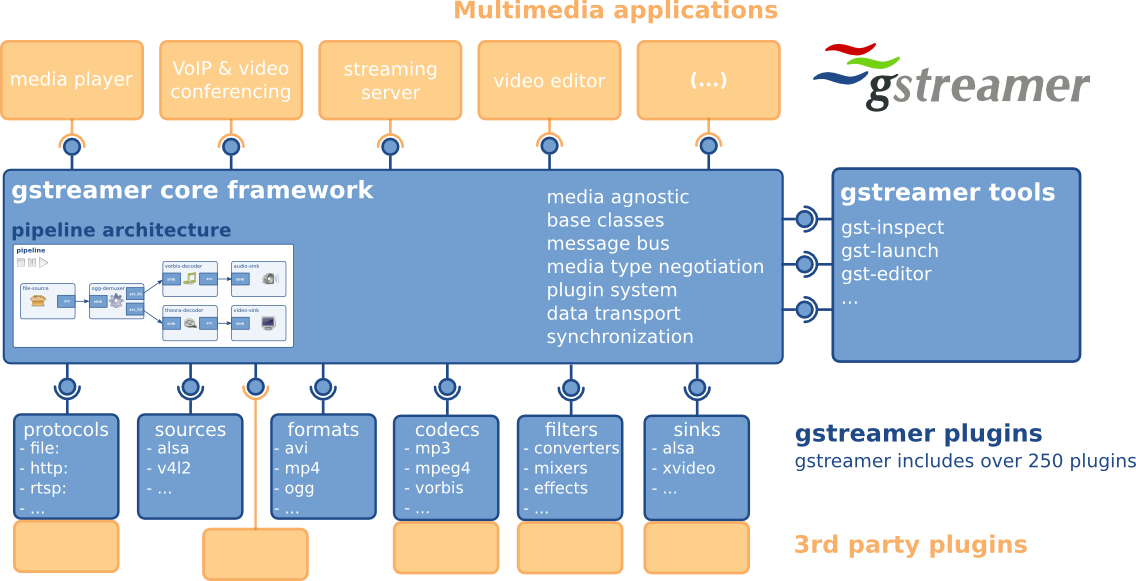 Multimedia applications
media player
VoIP & video
conferencing
streaming
server
video editor
(...)
gstreamer
gstreamer core framework
pipeline architecture
pipeline
file-source
src
ogg-demuxer
sink
src_01
src_02
vorbis-decoder
sink
src
audio-sink
sink
theora-decoder
sink
src
video-sink
sink
media agnostic
base classes
message bus
media type negotiation
plugin system
data transport
synchronization
gstreamer tools
gst-inspect
gst-launch
gst-editor
...
protocols
- file:
- http:
- rtsp:
- ...
sources
- alsa
- v4l2
- ...
formats
- avi
- mp4
- ogg
- ...
codecs
- mp3
- mpeg4
- vorbis
- ...
filters
- converters
- mixers
- effects
- ...
sinks
- alsa
- xvideo
- ...
gstreamer plugins
gstreamer includes over 250 plugins
3rd party plugins